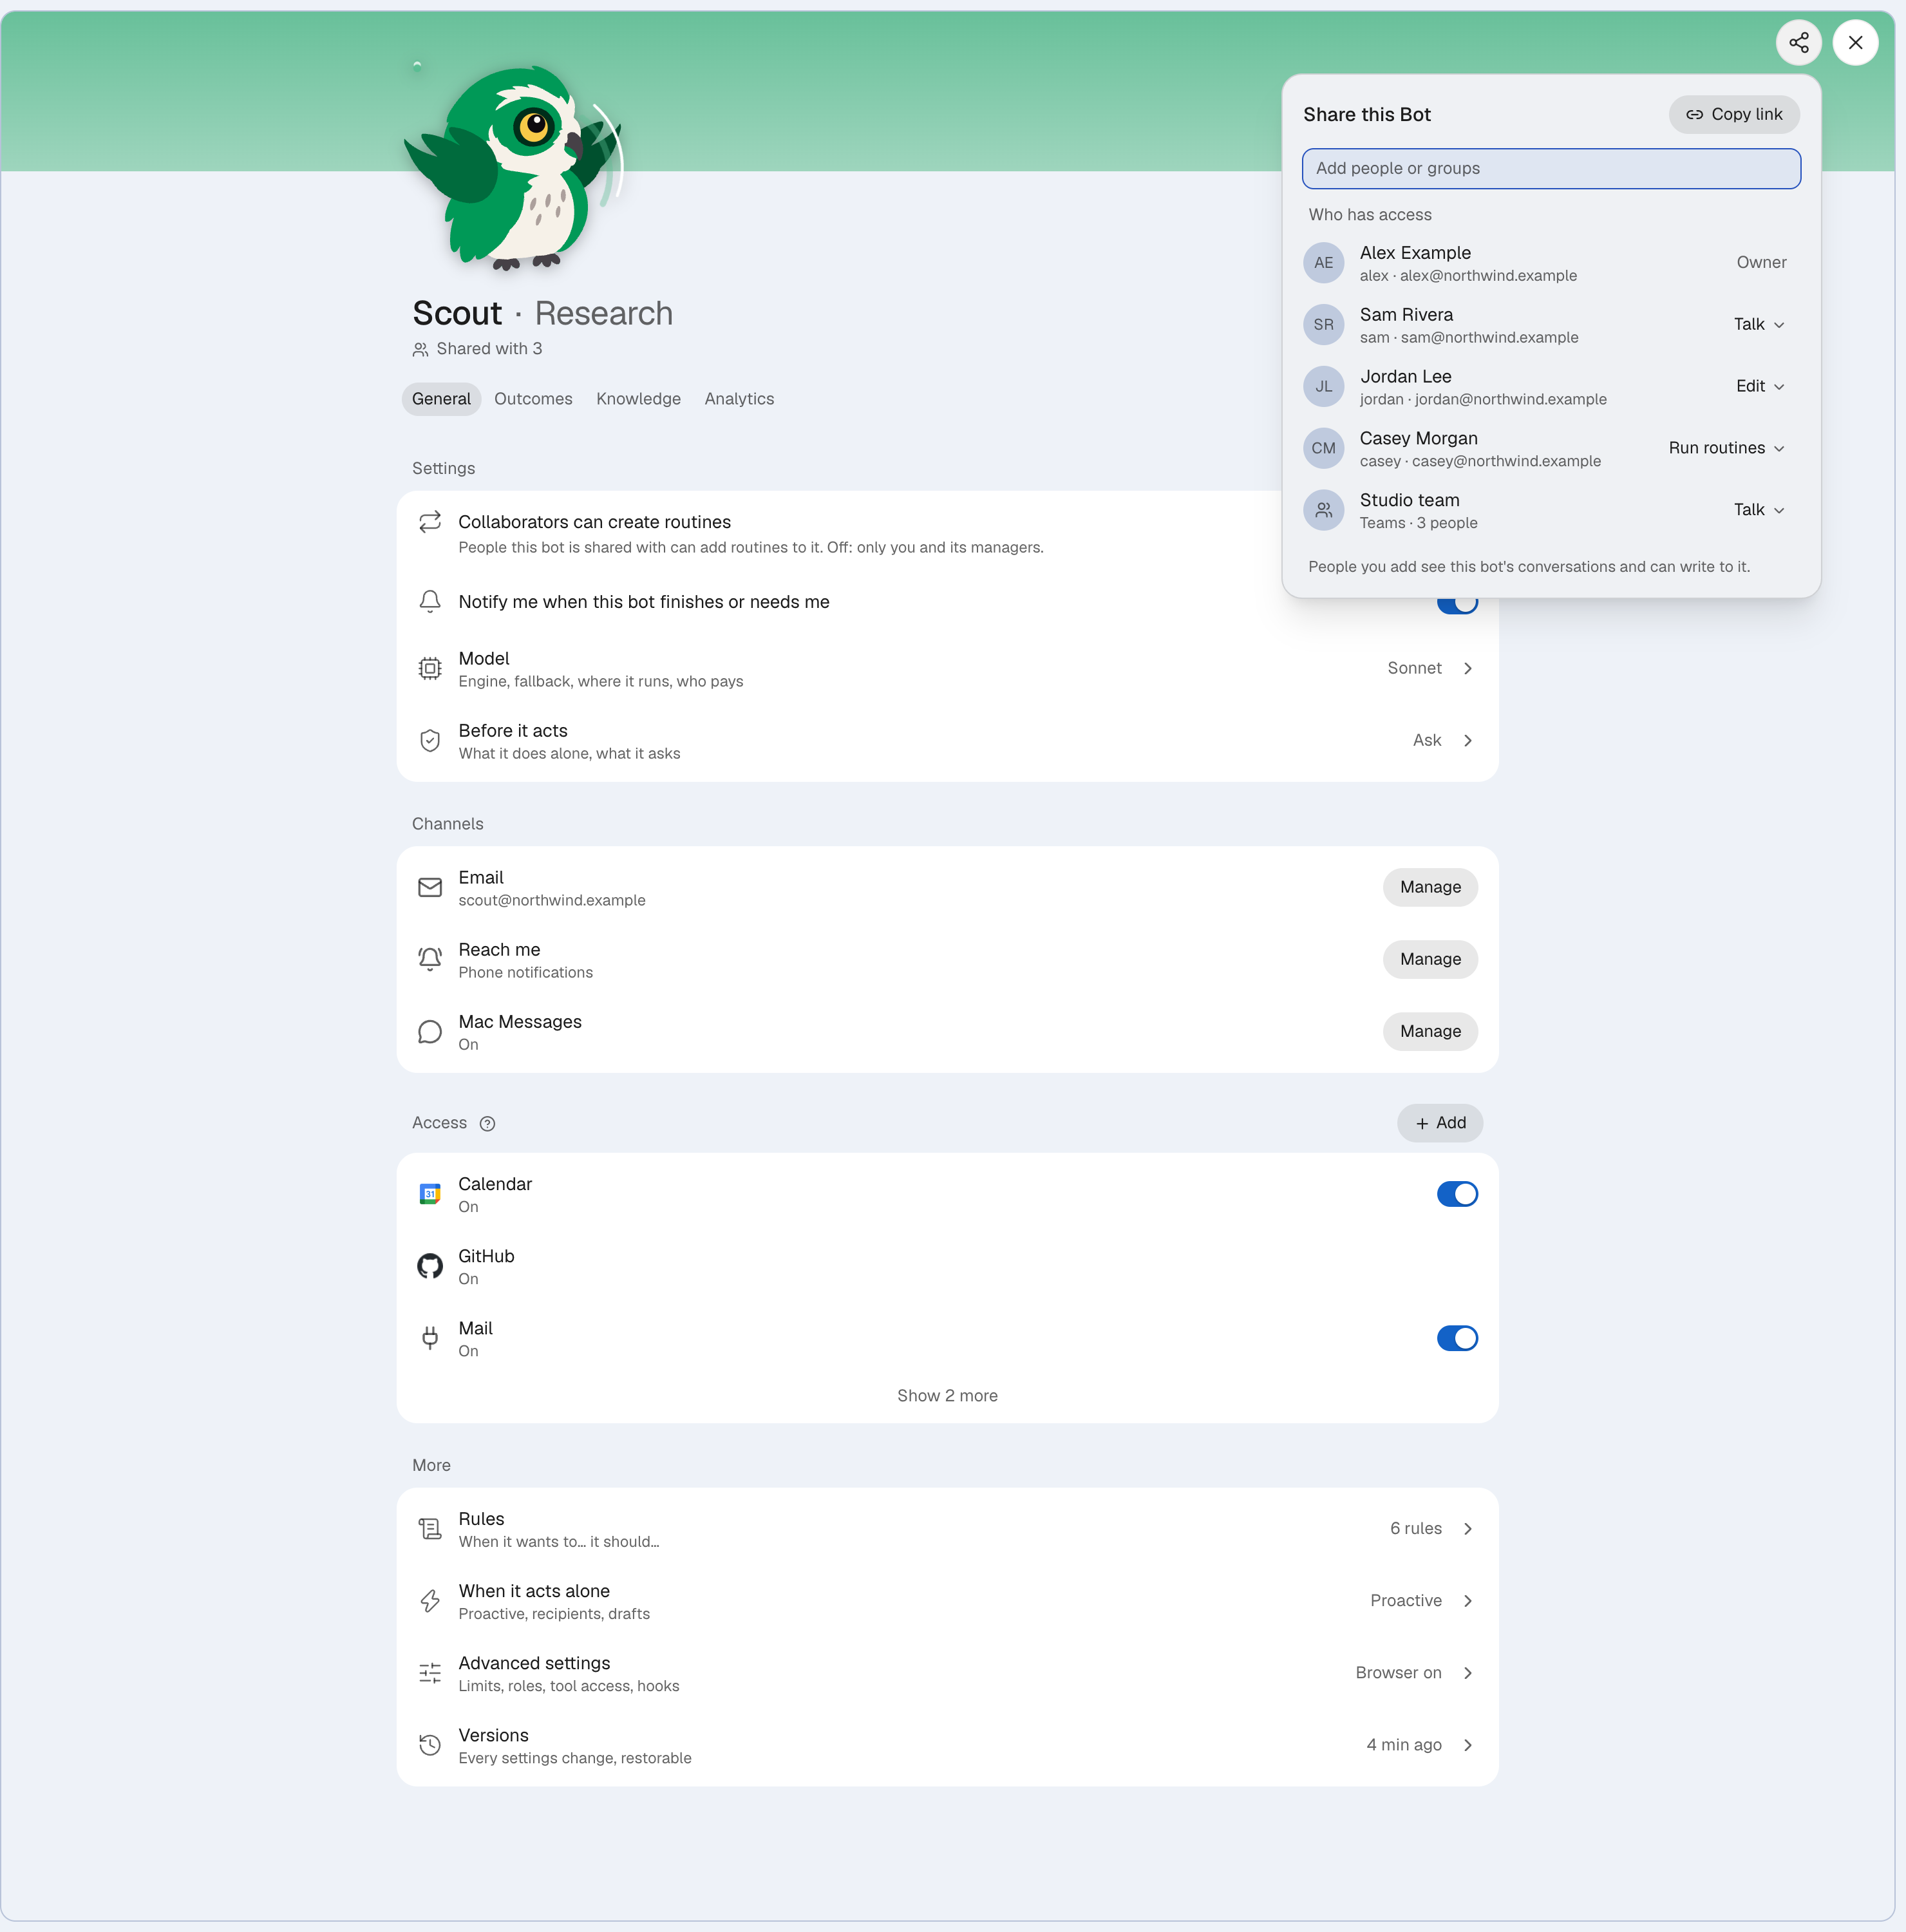 Share this Bot
Copy link
Add people or groups
Who has access
AE
Alex Example
alex · alex@northwind.example
Owner
SR
Sam Rivera
sam · sam@northwind.example
Talk
JL
Jordan Lee
jordan · jordan@northwind.example
Edit
CM
Casey Morgan
casey · casey@northwind.example
Run routines
Studio team
Teams · 3 people
Talk
People you add see this bot's conversations and can write to it.
Scout · Research
Shared with 3
General Outcomes Knowledge Analytics
Settings
Collaborators can create routines
People this bot is shared with can add routines to it. Off: only you and its managers.
Notify me when this bot finishes or needs me
Model
Engine, fallback, where it runs, who pays
Sonnet
Before it acts
What it does alone, what it asks
Ask
Channels
Email
scout@northwind.example
Manage
Reach me
Phone notifications
Manage
Mac Messages
On
Manage
Access
Add
31
Calendar
On
GitHub
On
Mail
On
Show 2 more
More
Rules
When it wants to... it should...
6 rules
When it acts alone
Proactive, recipients, drafts
Proactive
Advanced settings
Limits, roles, tool access, hooks
Browser on
Versions
Every settings change, restorable
4 min ago